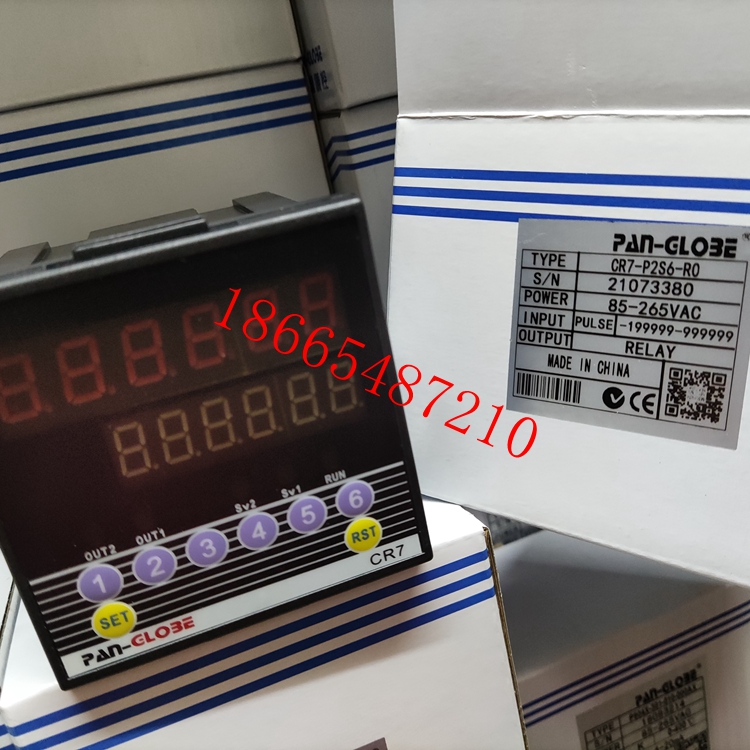 PAN-GLOBE
TYPE CR7-P2S6-R0
S/N 21073380
POWER 85-265VAC
INPUT PULSE -199999-999999
OUTPUT RELAY
MADE IN CHINA
CE
18665487210
OUT2 OUT1 Sv2 Sv1 RUN
1 2 3 4 5 6
SET RST
CR7
PAN-GLOBE
PAN-GLOBE
TYPE
S/N